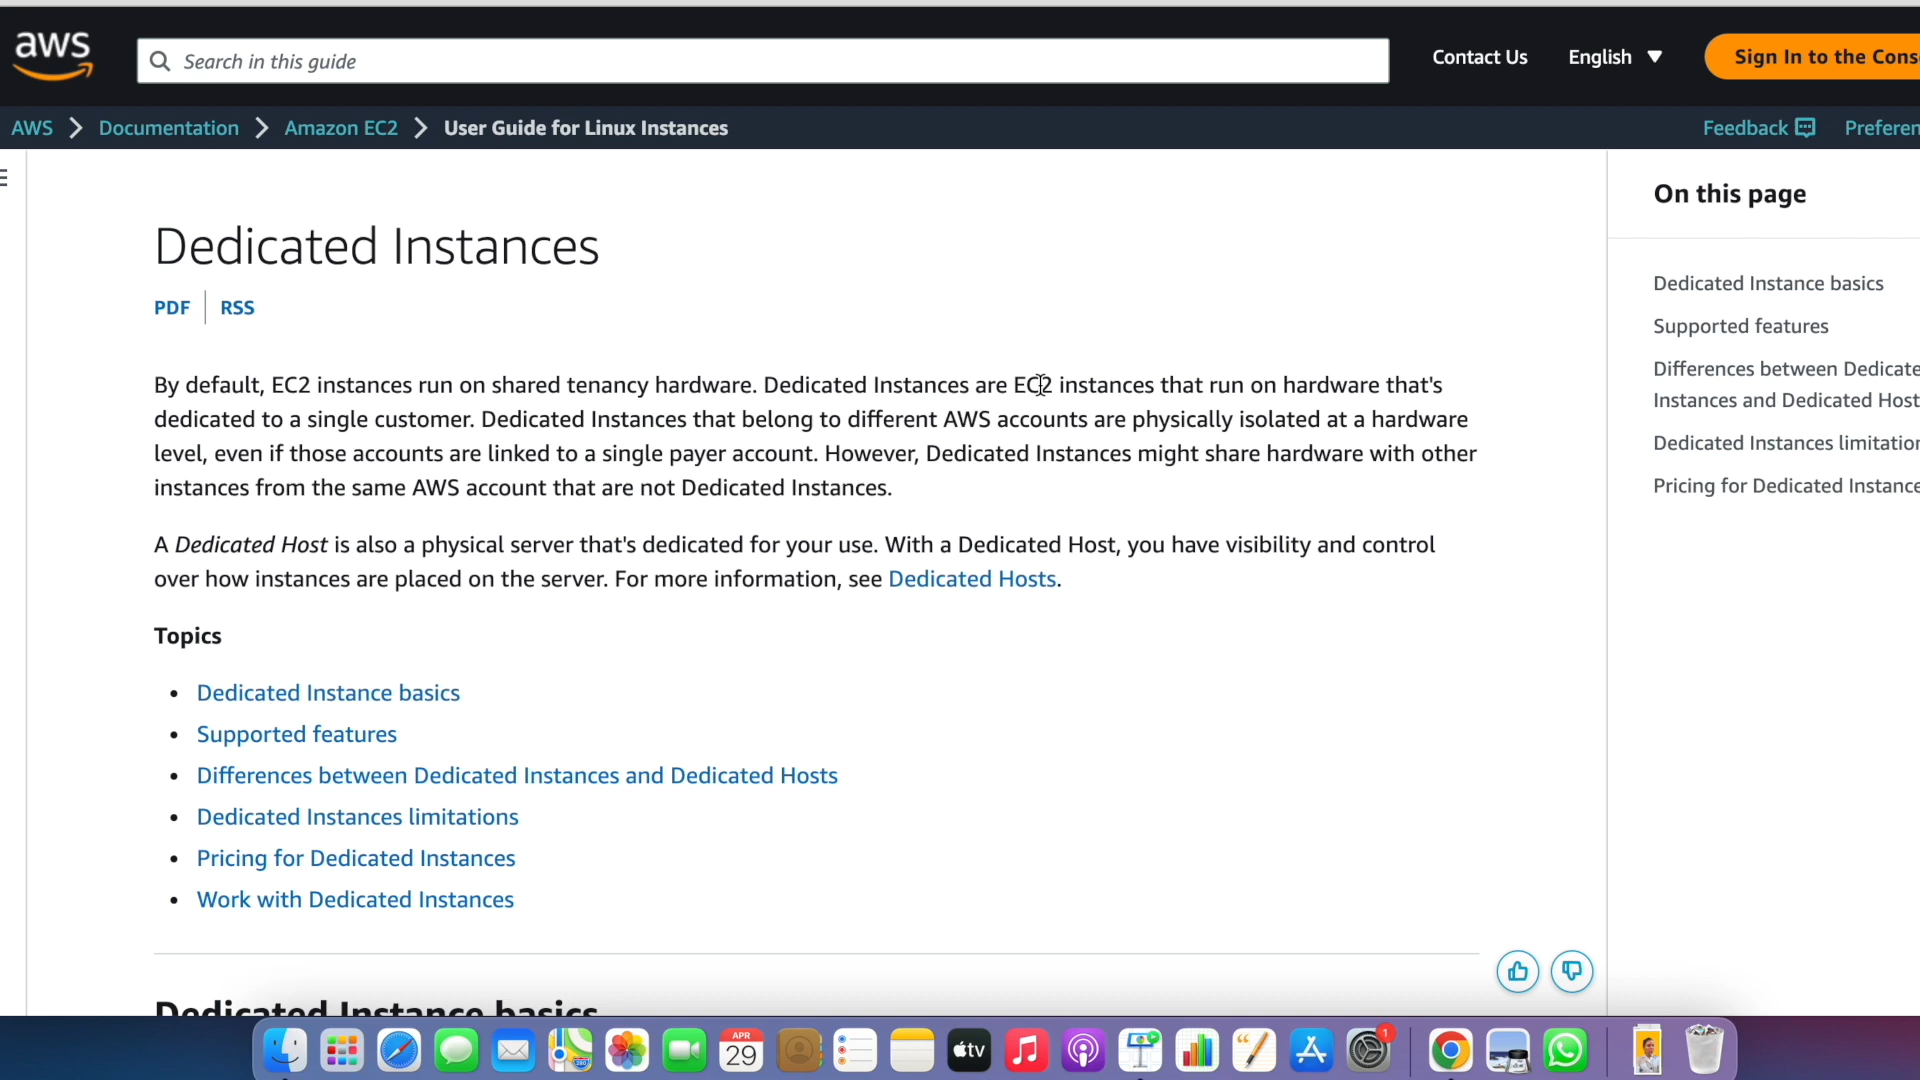 aws
Search in this guide
Contact Us
English
Sign In to the Cons
AWS
Documentation
Amazon EC2
User Guide for Linux Instances
Feedback
Preferen
Dedicated Instances
PDF
RSS
By default, EC2 instances run on shared tenancy hardware. Dedicated Instances are EC2 instances that run on hardware that's
dedicated to a single customer. Dedicated Instances that belong to different AWS accounts are physically isolated at a hardware
level, even if those accounts are linked to a single payer account. However, Dedicated Instances might share hardware with other
instances from the same AWS account that are not Dedicated Instances.
A Dedicated Host is also a physical server that's dedicated for your use. With a Dedicated Host, you have visibility and control
over how instances are placed on the server. For more information, see Dedicated Hosts.
Topics
• Dedicated Instance basics
• Supported features
• Differences between Dedicated Instances and Dedicated Hosts
• Dedicated Instances limitations
• Pricing for Dedicated Instances
• Work with Dedicated Instances
Dedicated Instance basics
On this page
Dedicated Instance basics
Supported features
Differences between Dedicate
Instances and Dedicated Host
Dedicated Instances limitation
Pricing for Dedicated Instance
APR
29
tv
1